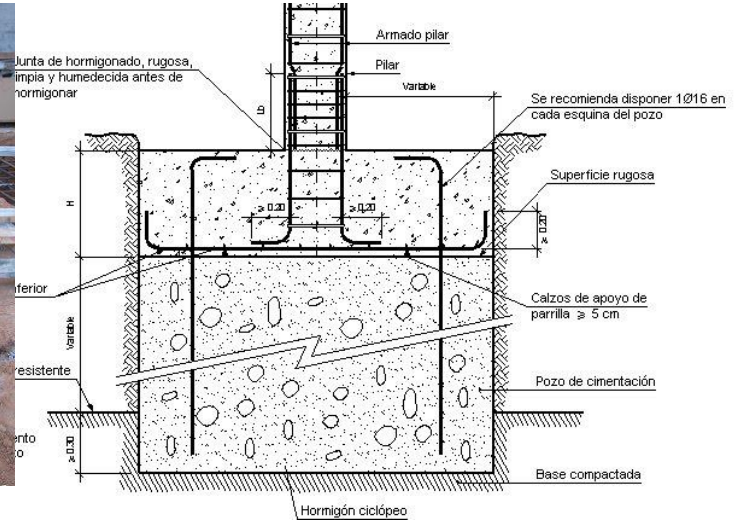 Armado pilar
Junta de hormigonado, rugosa,
limpia y humedecida antes de
hormigonar
Pilar
Variable
Se recomienda disponer 1Ø16 en
cada esquina del pozo
Lb
Superficie rugosa
H
≥ 0.20
≥ 0.20
≥ 0.20
nferior
Calzos de apoyo de
parrilla ≥ 5 cm
Variable
resistente
Pozo de cimentación
ento
to
≥ 0.30
Base compactada
Hormigón ciclópeo